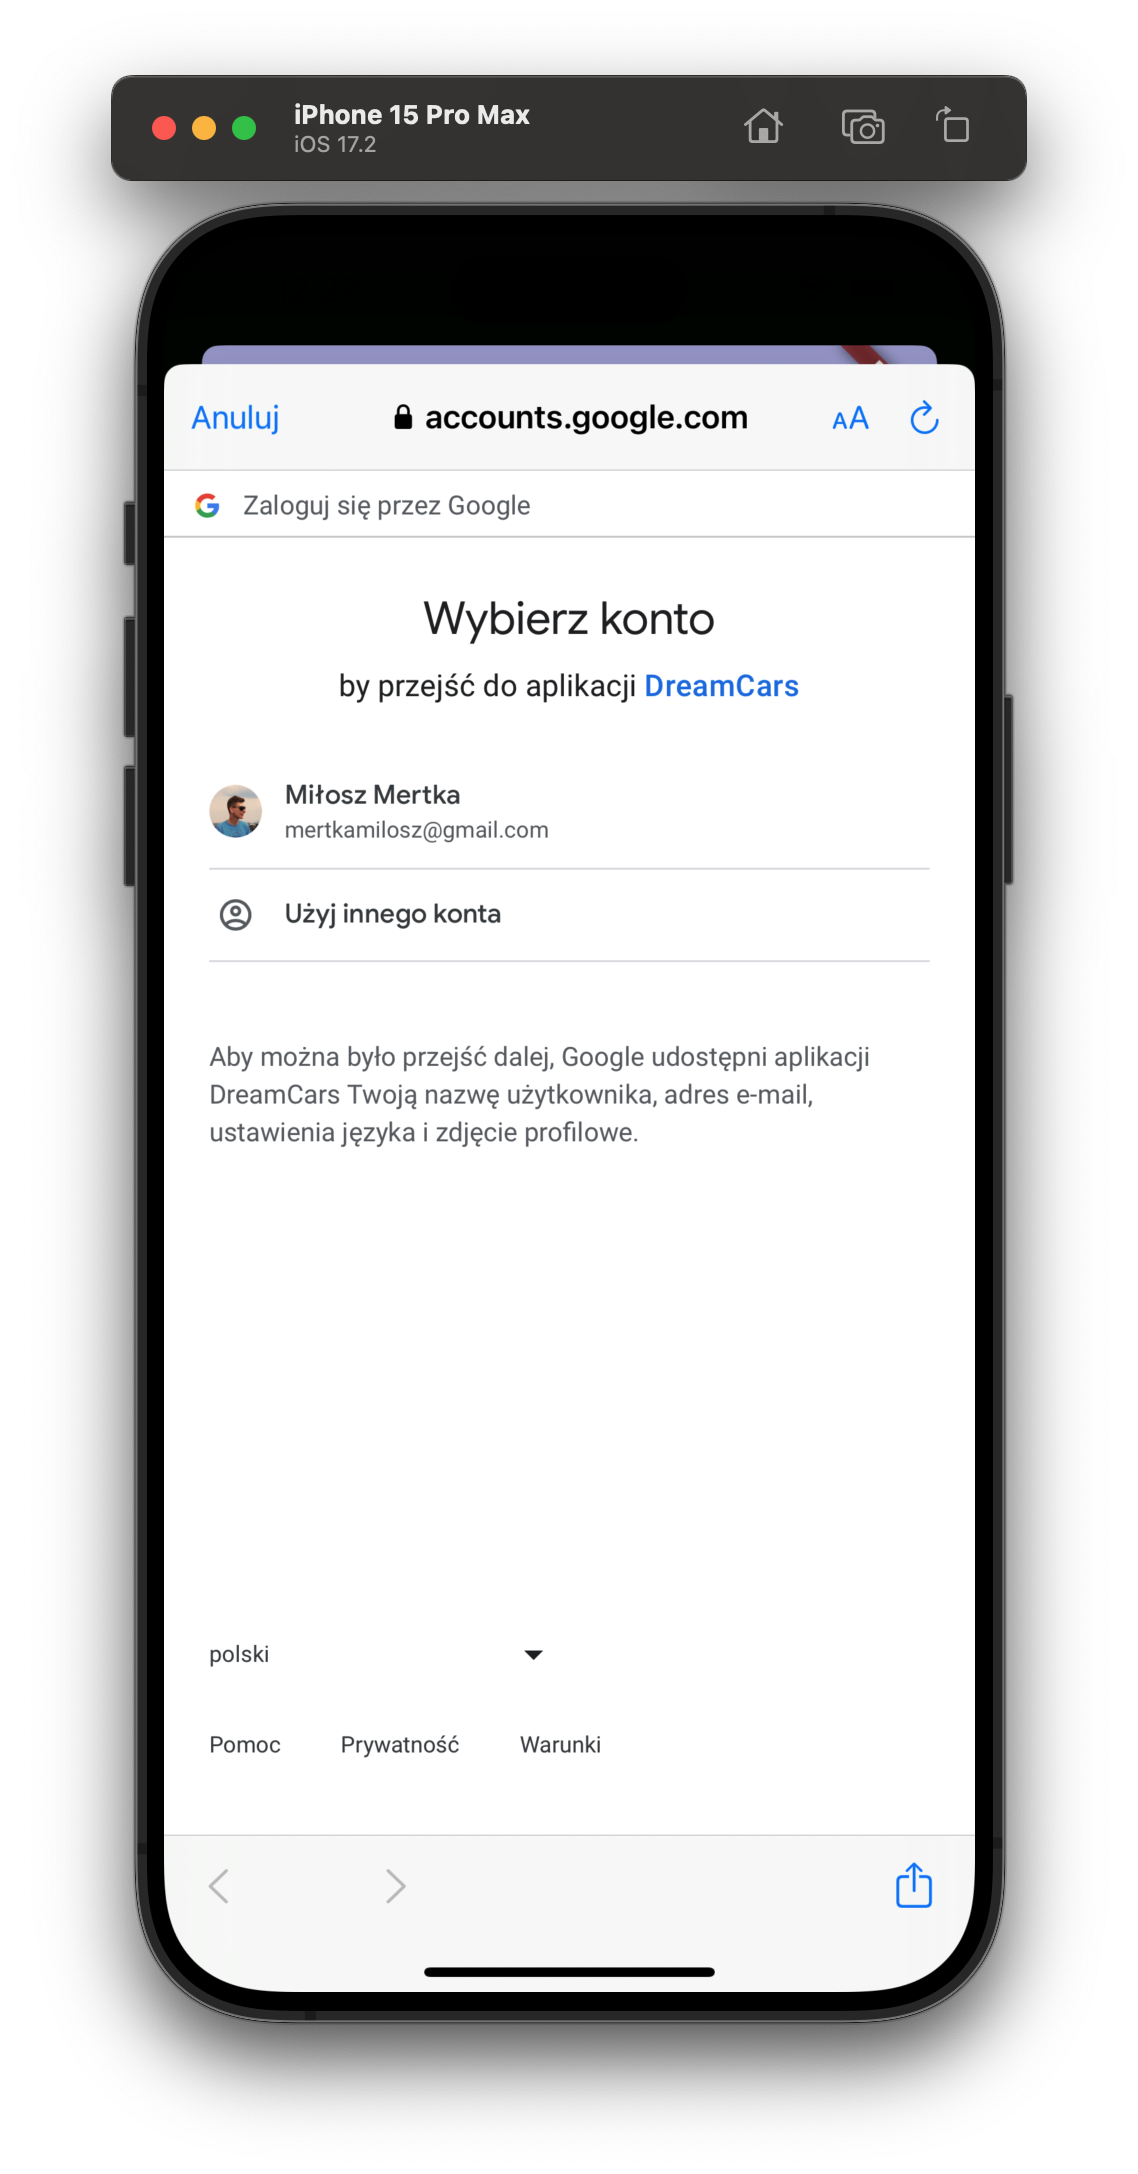 iPhone 15 Pro Max
iOS 17.2
Anuluj
accounts.google.com
AA
Zaloguj się przez Google
Wybierz konto
by przejść do aplikacji DreamCars
Miłosz Mertka
mertkamilosz@gmail.com
Użyj innego konta
Aby można było przejść dalej, Google udostępni aplikacji
DreamCars Twoją nazwę użytkownika, adres e-mail,
ustawienia języka i zdjęcie profilowe.
polski
Pomoc Prywatność Warunki